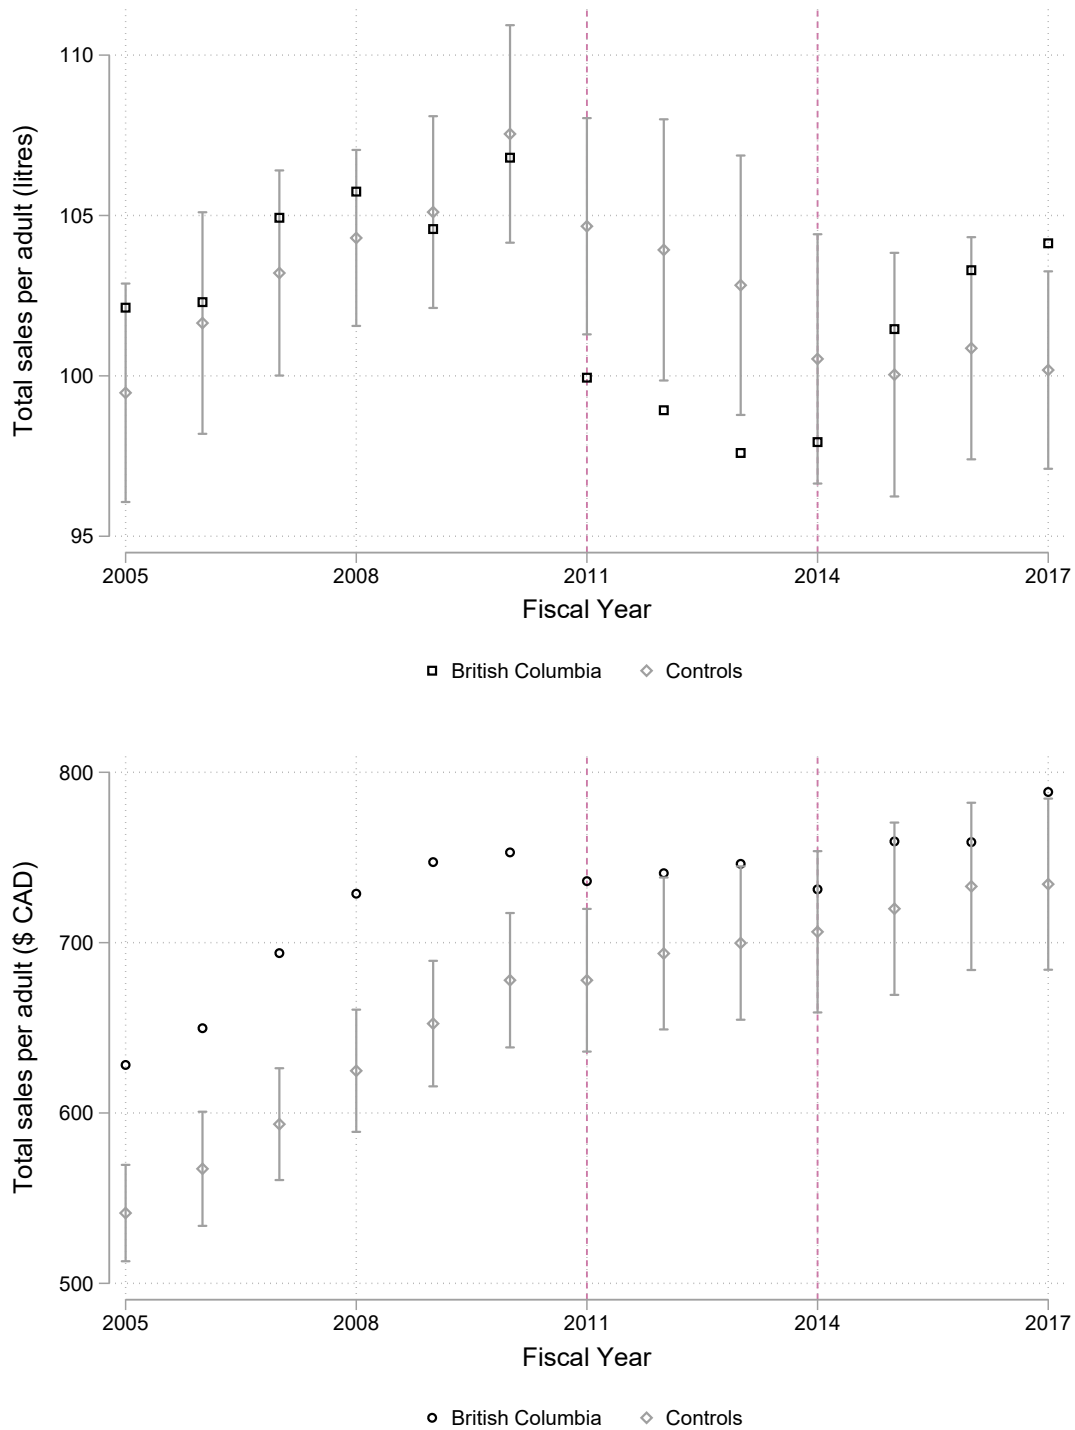 Total sales per adult (litres)
110
105
100
95
2005 2008 2011 2014 2017
Fiscal Year
British Columbia Controls
Total sales per adult ($ CAD)
800
700
600
500
2005 2008 2011 2014 2017
Fiscal Year
British Columbia Controls